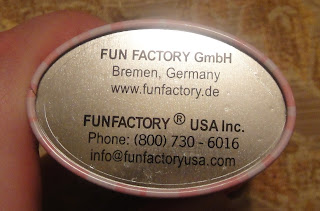 FUN FACTORY GmbH
Bremen, Germany
www.funfactory.de
FUNFACTORY ® USA Inc.
Phone: (800) 730 - 6016
info@funfactoryusa.com